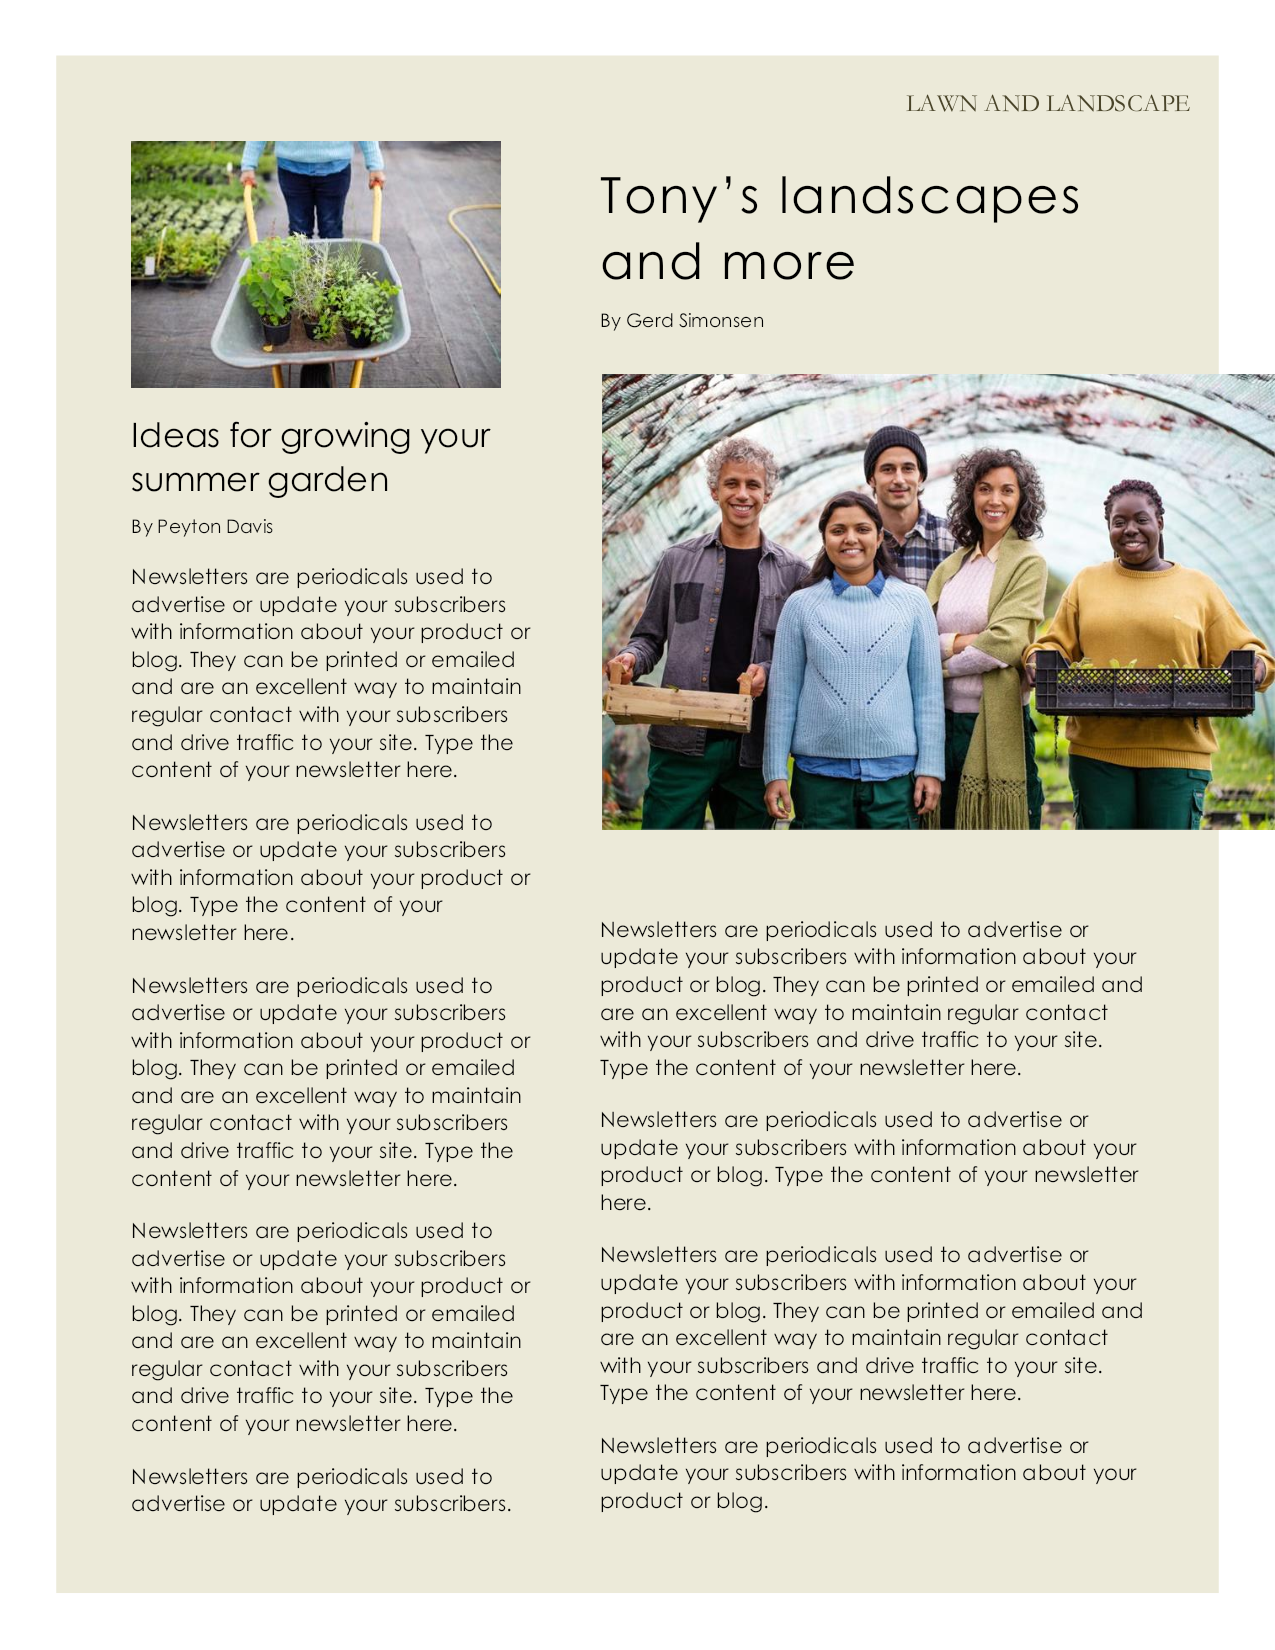 LAWN AND LANDSCAPE
Ideas for growing your
summer garden
By Peyton Davis
Newsletters are periodicals used to
advertise or update your subscribers
with information about your product or
blog. They can be printed or emailed
and are an excellent way to maintain
regular contact with your subscribers
and drive traffic to your site. Type the
content of your newsletter here.
Newsletters are periodicals used to
advertise or update your subscribers
with information about your product or
blog. Type the content of your
newsletter here.
Newsletters are periodicals used to
advertise or update your subscribers
with information about your product or
blog. They can be printed or emailed
and are an excellent way to maintain
regular contact with your subscribers
and drive traffic to your site. Type the
content of your newsletter here.
Newsletters are periodicals used to
advertise or update your subscribers
with information about your product or
blog. They can be printed or emailed
and are an excellent way to maintain
regular contact with your subscribers
and drive traffic to your site. Type the
content of your newsletter here.
Newsletters are periodicals used to
advertise or update your subscribers.
Tony’s landscapes
and more
By Gerd Simonsen
Newsletters are periodicals used to advertise or
update your subscribers with information about your
product or blog. They can be printed or emailed and
are an excellent way to maintain regular contact
with your subscribers and drive traffic to your site.
Type the content of your newsletter here.
Newsletters are periodicals used to advertise or
update your subscribers with information about your
product or blog. Type the content of your newsletter
here.
Newsletters are periodicals used to advertise or
update your subscribers with information about your
product or blog. They can be printed or emailed and
are an excellent way to maintain regular contact
with your subscribers and drive traffic to your site.
Type the content of your newsletter here.
Newsletters are periodicals used to advertise or
update your subscribers with information about your
product or blog.